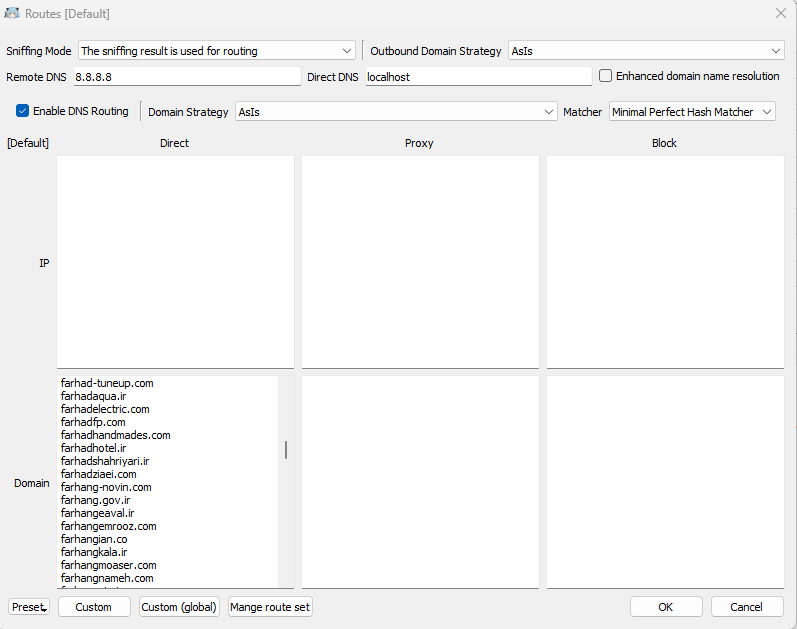 Routes [Default]
Sniffing Mode The sniffing result is used for routing Outbound Domain Strategy AsIs
Remote DNS 8.8.8.8 Direct DNS localhost Enhanced domain name resolution
Enable DNS Routing Domain Strategy AsIs Matcher Minimal Perfect Hash Matcher
[Default] Direct Proxy Block
IP
farhad-tuneup.com
farhadaqua.ir
farhadelectric.com
farhadfp.com
farhadhandmades.com
farhadhotel.ir
farhadshahriyari.ir
farhadziaei.com
Domain
farhang-novin.com
farhang.gov.ir
farhangeaval.ir
farhangemrooz.com
farhangian.co
farhangkala.ir
farhangmoaser.com
farhangnameh.com
Preset Custom Custom (global) Mange route set OK Cancel